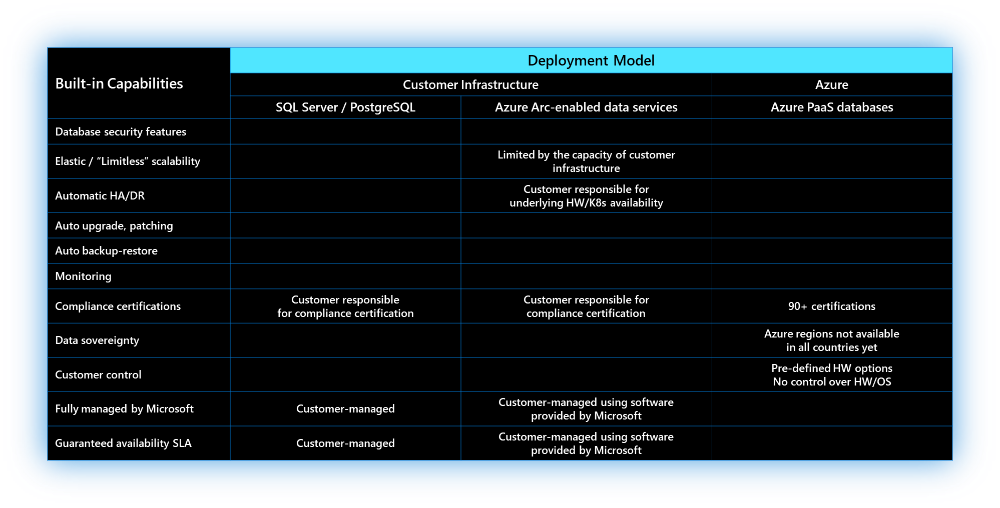 Deployment Model
Built-in Capabilities
Customer Infrastructure
Azure
SQL Server / PostgreSQL
Azure Arc-enabled data services
Azure PaaS databases
Database security features
Elastic / “Limitless” scalability
Limited by the capacity of customer
infrastructure
Automatic HA/DR
Customer responsible for
underlying HW/K8s availability
Auto upgrade, patching
Auto backup-restore
Monitoring
Compliance certifications
Customer responsible
for compliance certification
Customer responsible for
compliance certification
90+ certifications
Data sovereignty
Azure regions not available
in all countries yet
Customer control
Pre-defined HW options
No control over HW/OS
Fully managed by Microsoft
Customer-managed
Customer-managed using software
provided by Microsoft
Guaranteed availability SLA
Customer-managed
Customer-managed using software
provided by Microsoft